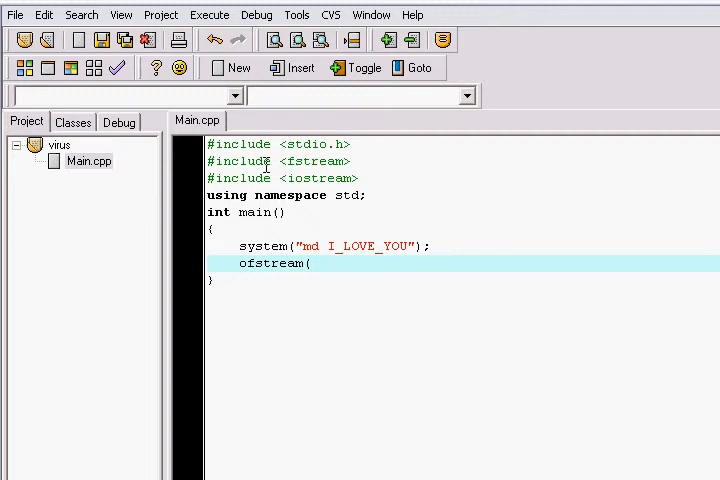 File Edit Search View Project Execute Debug Tools CVS Window Help
New Insert Toggle Goto
Project Classes Debug Main.cpp
virus
Main.cpp
#include <stdio.h>
#include <fstream>
#include <iostream>
using namespace std;
int main()
{
system("md I_LOVE_YOU");
ofstream(
}